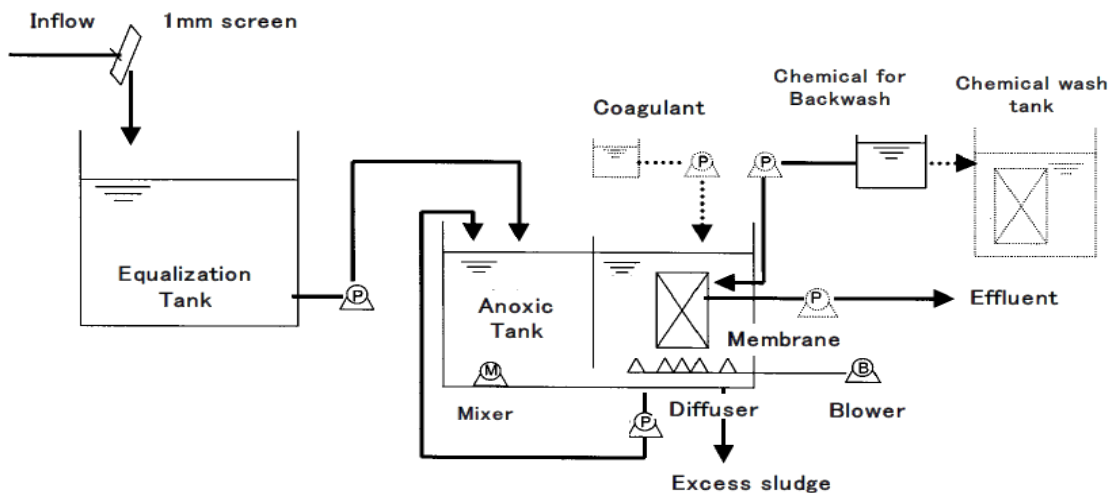 Inflow
1mm screen
Chemical for
Backwash
Chemical wash
tank
Coagulant
P
P
Equalization
Tank
P
Anoxic
Tank
P
Effluent
Membrane
M
B
Mixer
P
Diffuser
Blower
Excess sludge